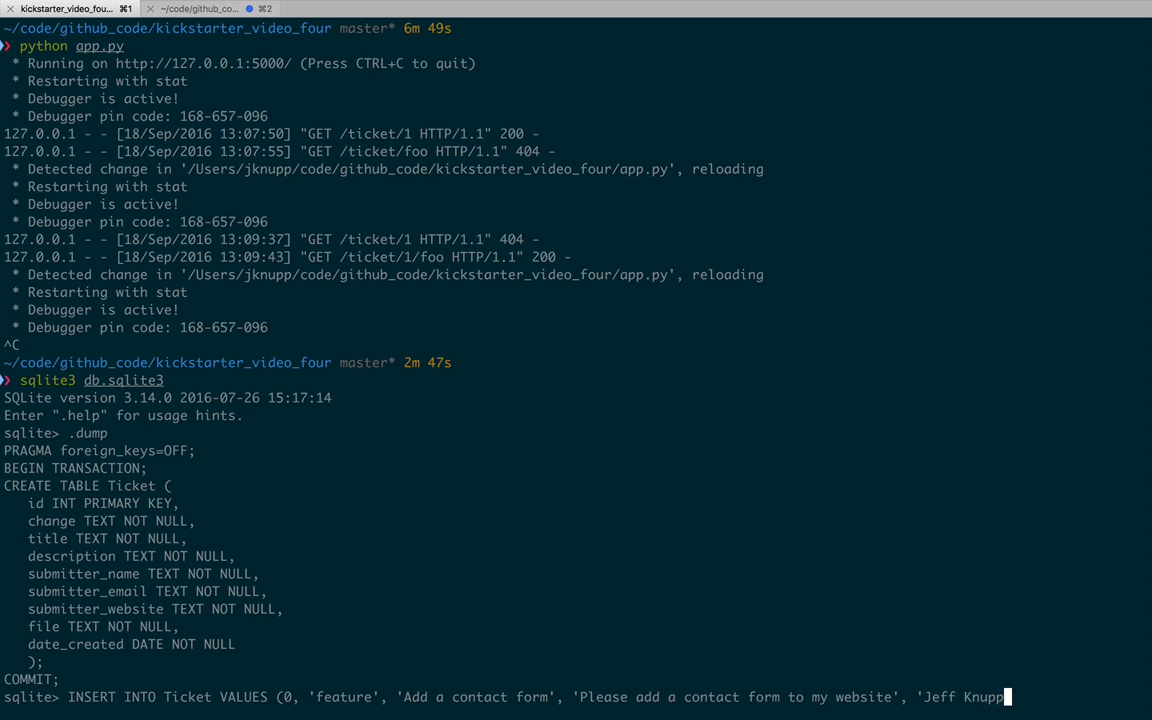 kickstarter_video_fou... ⌘1 ~/code/github_co... ⌘2
~/code/github_code/kickstarter_video_four master* 6m 49s
❯ python app.py
 * Running on http://127.0.0.1:5000/ (Press CTRL+C to quit)
 * Restarting with stat
 * Debugger is active!
 * Debugger pin code: 168-657-096
127.0.0.1 - - [18/Sep/2016 13:07:50] "GET /ticket/1 HTTP/1.1" 200 -
127.0.0.1 - - [18/Sep/2016 13:07:55] "GET /ticket/foo HTTP/1.1" 404 -
 * Detected change in '/Users/jknupp/code/github_code/kickstarter_video_four/app.py', reloading
 * Restarting with stat
 * Debugger is active!
 * Debugger pin code: 168-657-096
127.0.0.1 - - [18/Sep/2016 13:09:37] "GET /ticket/1 HTTP/1.1" 404 -
127.0.0.1 - - [18/Sep/2016 13:09:43] "GET /ticket/1/foo HTTP/1.1" 200 -
 * Detected change in '/Users/jknupp/code/github_code/kickstarter_video_four/app.py', reloading
 * Restarting with stat
 * Debugger is active!
 * Debugger pin code: 168-657-096
^C
~/code/github_code/kickstarter_video_four master* 2m 47s
❯ sqlite3 db.sqlite3
SQLite version 3.14.0 2016-07-26 15:17:14
Enter ".help" for usage hints.
sqlite> .dump
PRAGMA foreign_keys=OFF;
BEGIN TRANSACTION;
CREATE TABLE Ticket (
   id INT PRIMARY KEY,
   change TEXT NOT NULL,
   title TEXT NOT NULL,
   description TEXT NOT NULL,
   submitter_name TEXT NOT NULL,
   submitter_email TEXT NOT NULL,
   submitter_website TEXT NOT NULL,
   file TEXT NOT NULL,
   date_created DATE NOT NULL
   );
COMMIT;
sqlite> INSERT INTO Ticket VALUES (0, 'feature', 'Add a contact form', 'Please add a contact form to my website', 'Jeff Knupp